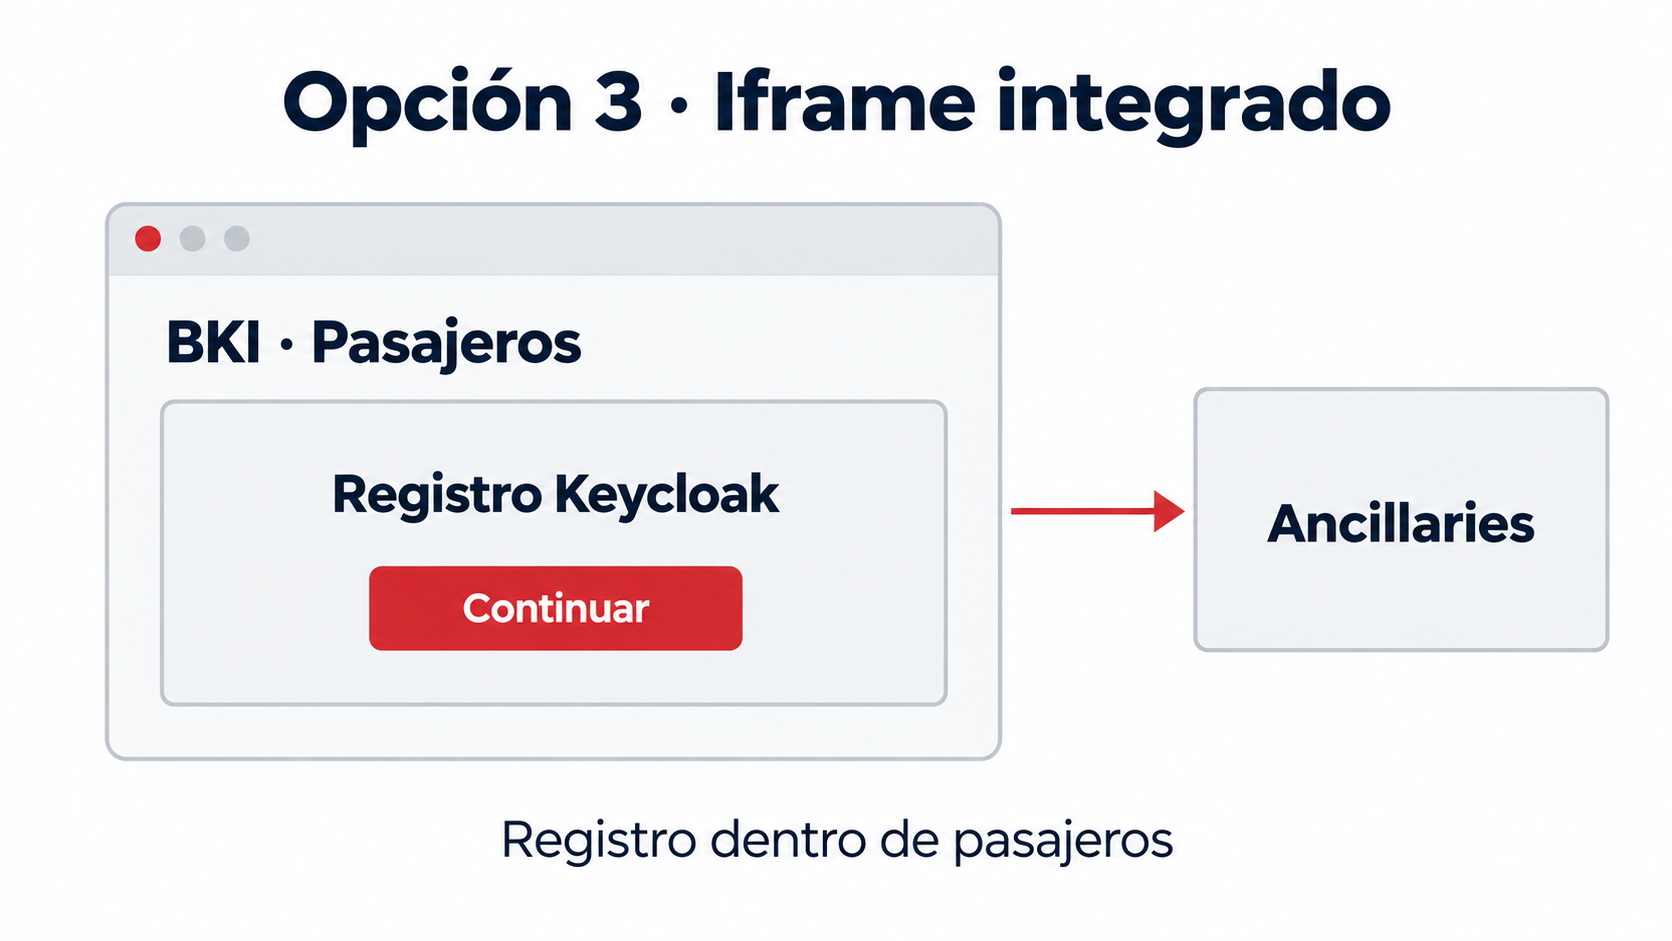 Opción 3 · Iframe integrado
BKI · Pasajeros
Registro Keycloak
Continuar
Ancillaries
Registro dentro de pasajeros